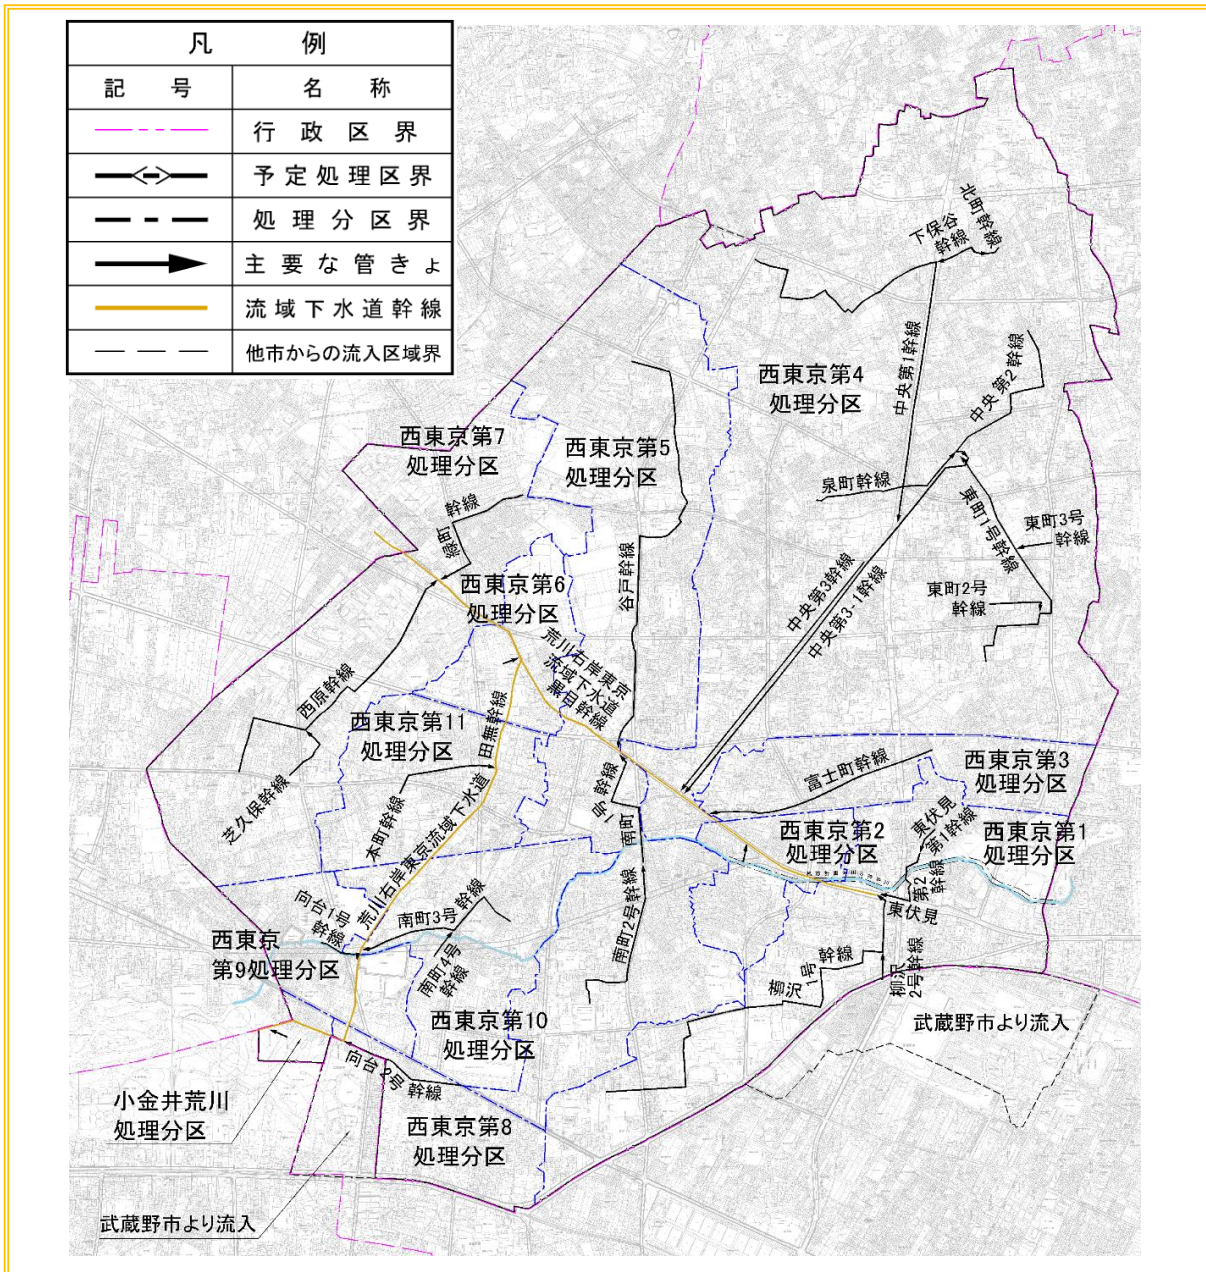 凡 例
記 号 名 称
行 政 区 界
予定処理区界
処 理 分 区 界
主 要 な 管 き ょ
流域下水道幹線
他市からの流入区域界
北町幹線
下保谷
幹線
中央第1幹線
中央第2幹線
西東京第4
処理分区
西東京第7
処理分区
西東京第5
処理分区
泉町幹線
東町1号幹線
東町3号
幹線
東町2号
幹線
緑町 幹線
谷戸幹線
西東京第6
処理分区
中央第3幹線
中央第3-1幹線
荒川右岸東京
流域下水道
黒目幹線
西原幹線
西東京第11
処理分区
田無幹線
荒川右岸東京流域下水道
芝久保幹線
本町幹線
南町 1号 幹線
富士町幹線
西東京第3
処理分区
西東京第2
処理分区
東伏見
第1幹線
西東京第1
処理分区
第2
幹線
東伏見
向台1号
幹線
南町3号 幹線
南町4号
幹線
南町2号幹線
西東京
第9処理分区
柳沢 1号 幹線
柳沢
2号幹線
武蔵野市より流入
西東京第10
処理分区
向台2号 幹線
小金井荒川
処理分区
西東京第8
処理分区
武蔵野市より流入